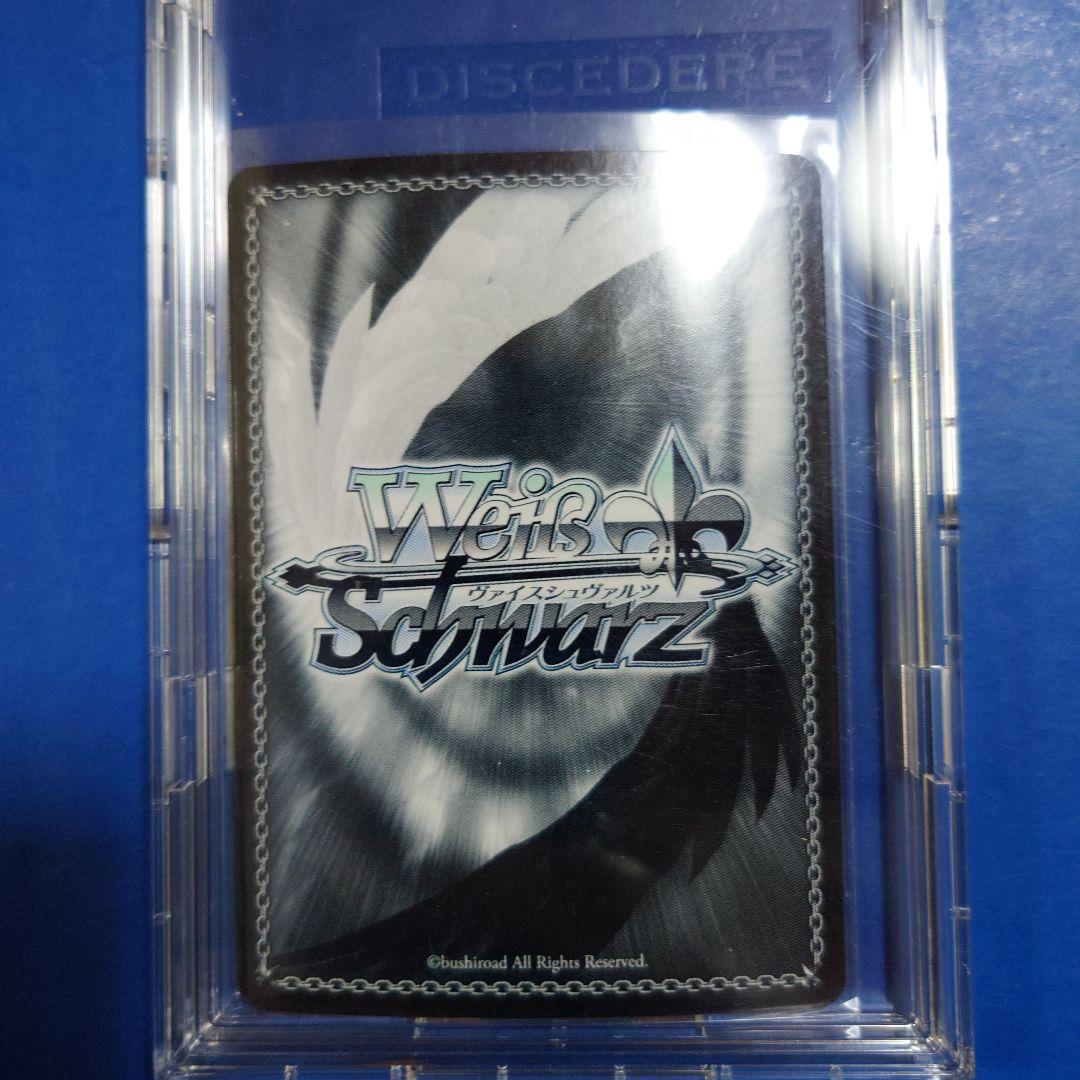 DISCEDERE
Weiß
ヴァイスシュヴァルツ
Schwarz
©bushiroad All Rights Reserved.